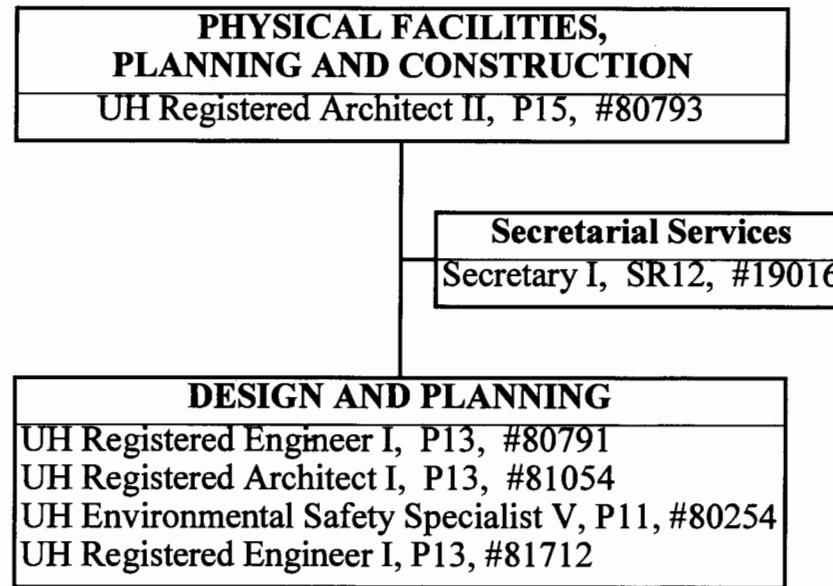 PHYSICAL FACILITIES,
PLANNING AND CONSTRUCTION
UH Registered Architect II, P15, #80793
Secretarial Services
Secretary I, SR12, #19016
DESIGN AND PLANNING
UH Registered Engineer I, P13, #80791
UH Registered Architect I, P13, #81054
UH Environmental Safety Specialist V, P11, #80254
UH Registered Engineer I, P13, #81712